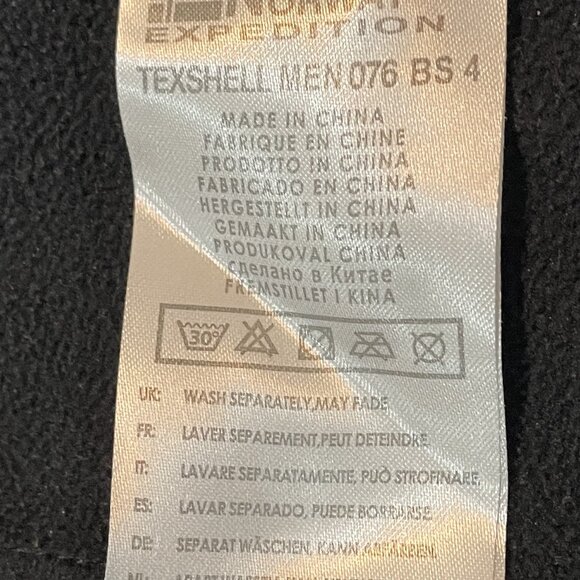 NORWAY
EXPEDITION
TEXSHELL MEN 076 BS 4
MADE IN CHINA
FABRIQUE EN CHINE
PRODOTTO IN CHINA
FABRICADO EN CHINA
HERGESTELLT IN CHINA
GEMAAKT IN CHINA
PRODUKOVAL CHINA
сделано в Китае
FREMSTILLET I KINA
30°
UK: WASH SEPARATELY,MAY FADE
FR: LAVER SEPAREMENT,PEUT DETEINDRE
IT: LAVARE SEPARATAMENTE, PUÒ STROFINARE,
ES: LAVAR SEPARADO, PUEDE BORRARSE
DE: SEPARAT WÄSCHEN, KANN ABFÄRBEN,